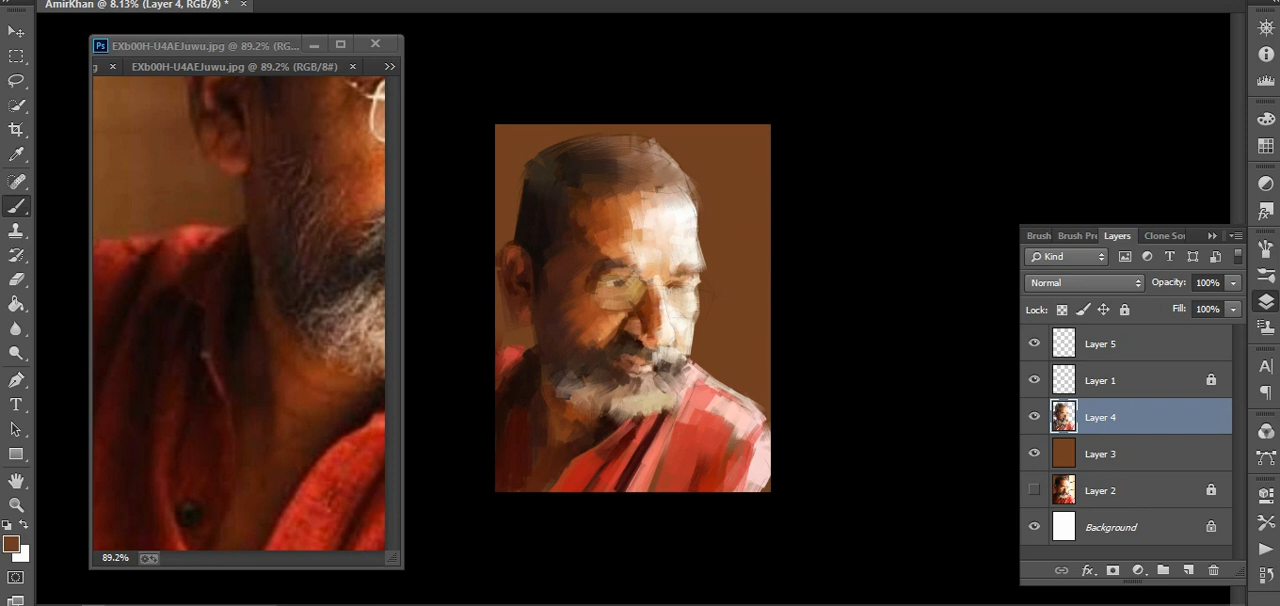 AmirKhan @ 8.13% (Layer 4, RGB/8) * ×
Ps EXb00H-U4AEJuwu.jpg @ 89.2% (RG...
g × EXb00H-U4AEJuwu.jpg @ 89.2% (RGB/8#) × >>
89.2%
Brush Brush Pre Layers Clone Sou
Kind
Normal Opacity: 100%
Lock: Fill: 100%
Layer 5
Layer 1
Layer 4
Layer 3
Layer 2
Background
fx